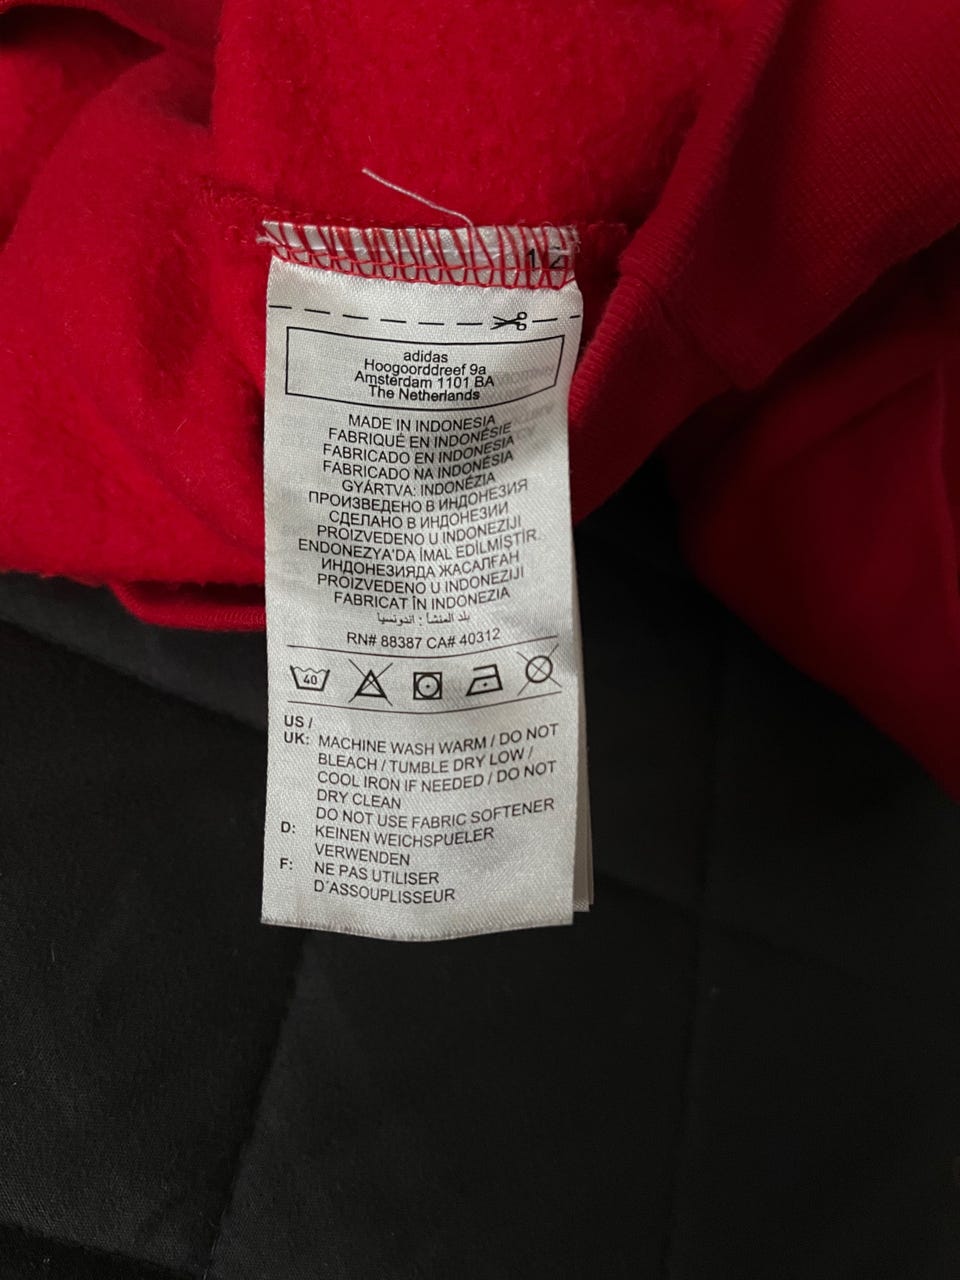 12
adidas
Hoogoorddreef 9a
Amsterdam 1101 BA
The Netherlands
MADE IN INDONESIA
FABRIQUÉ EN INDONÉSIE
FABRICADO EN INDONESIA
FABRICADO NA INDONÉSIA
GYÁRTVA: INDONÉZIA
ПРОИЗВЕДЕНО В ИНДОНЕЗИЯ
СДЕЛАНО В ИНДОНЕЗИИ
PROIZVEDENO U INDONEZIJI
ENDONEZYA'DA İMAL EDİLMİŞTİR.
ИНДОНЕЗИЯДА ЖАСАЛҒАН
PROIZVEDENO U INDONEZIJI
FABRICAT ÎN INDONEZIA
بلد المنشأ : اندونسيا
RN# 88387 CA# 40312
40
US /
UK: MACHINE WASH WARM / DO NOT
BLEACH / TUMBLE DRY LOW /
COOL IRON IF NEEDED / DO NOT
DRY CLEAN
DO NOT USE FABRIC SOFTENER
D: KEINEN WEICHSPUELER
VERWENDEN
F: NE PAS UTILISER
D´ASSOUPLISSEUR